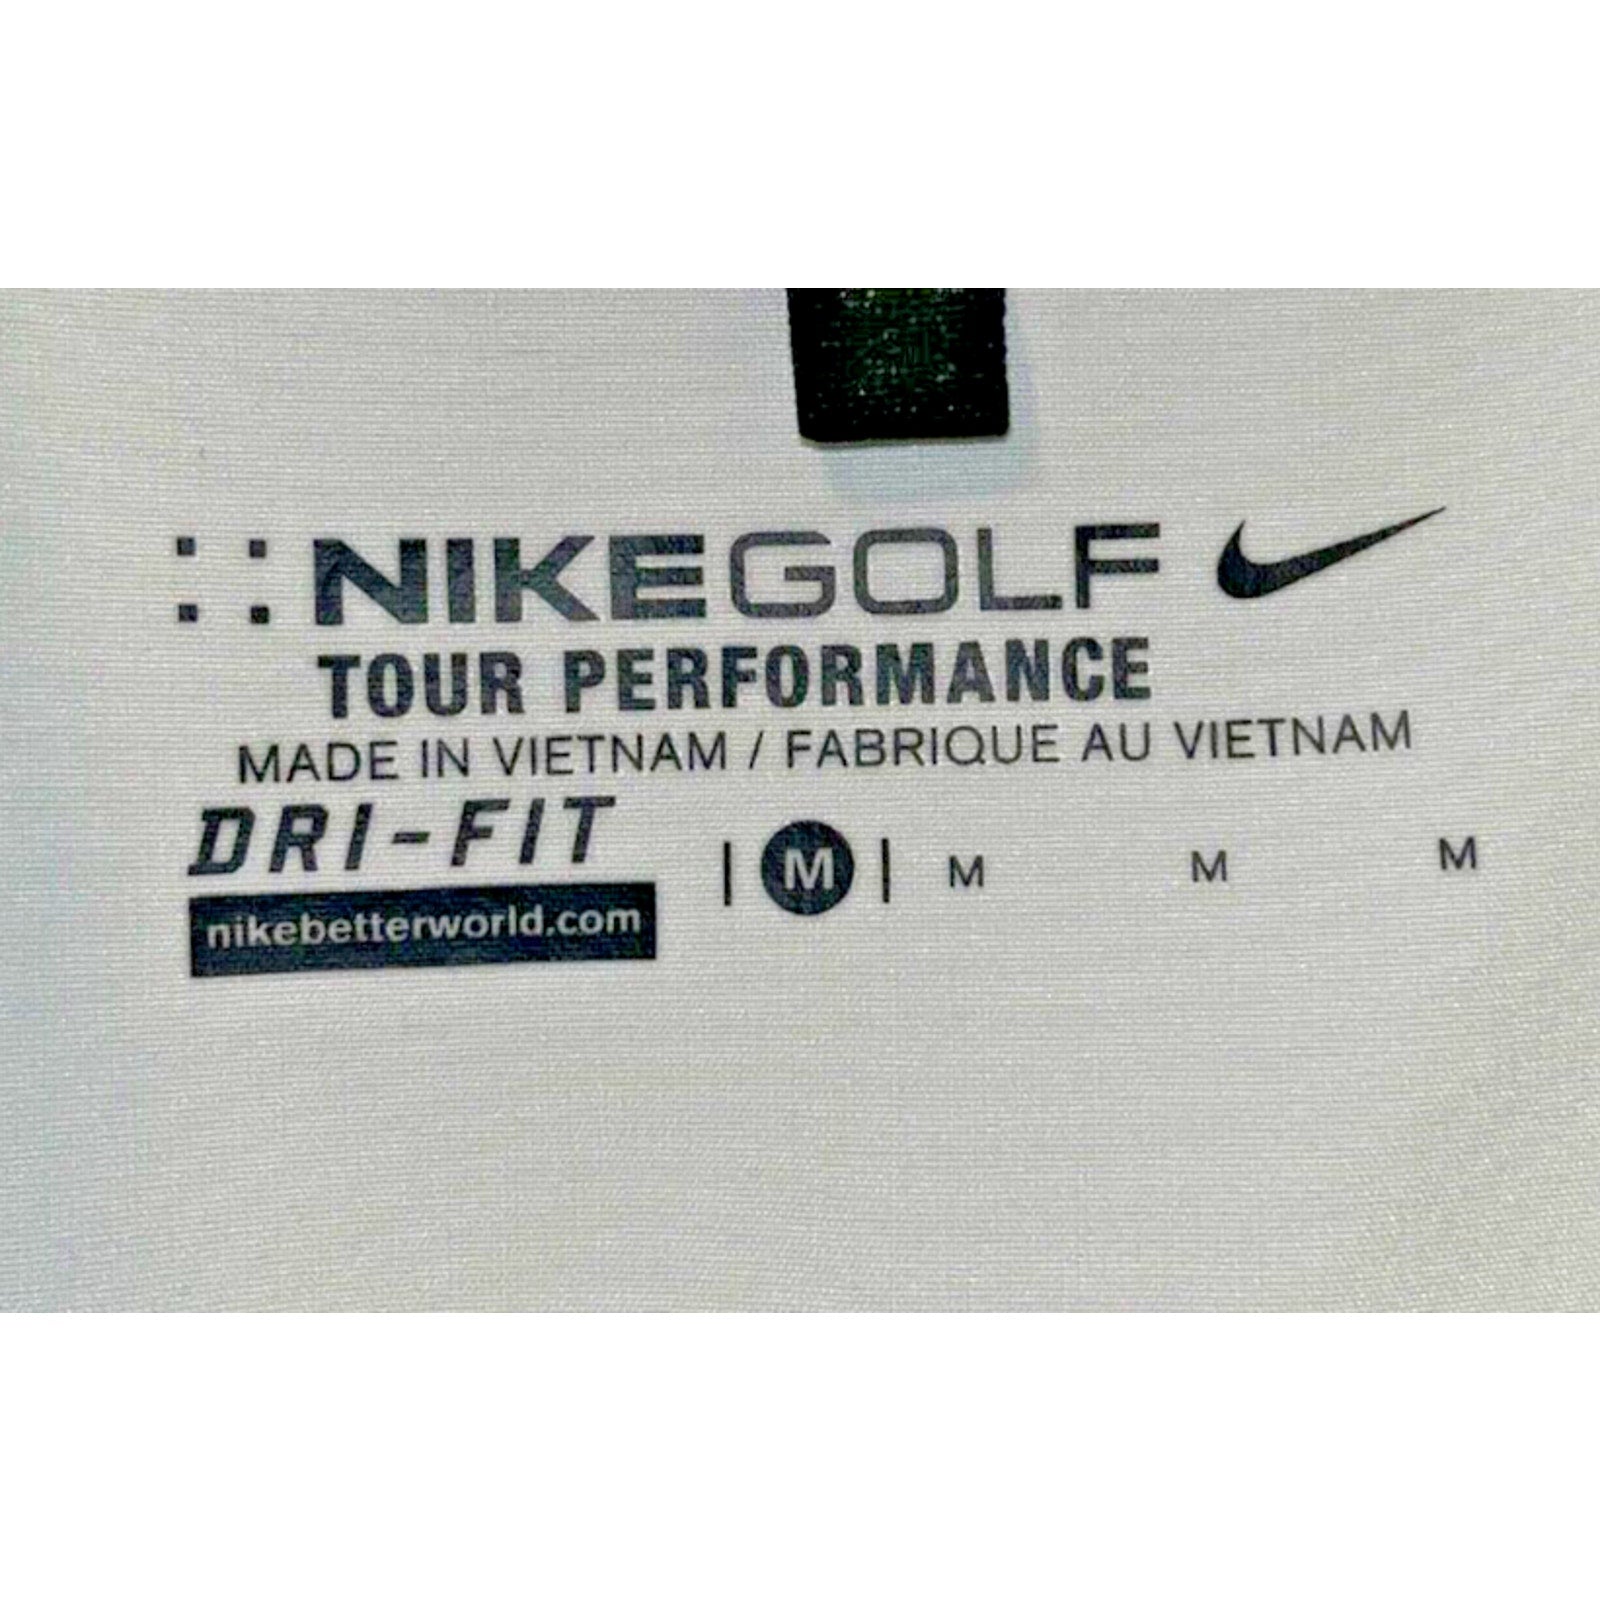 NIKEGOLF
TOUR PERFORMANCE
MADE IN VIETNAM / FABRIQUE AU VIETNAM
DRI-FIT
nikebetterworld.com
| M | M M M